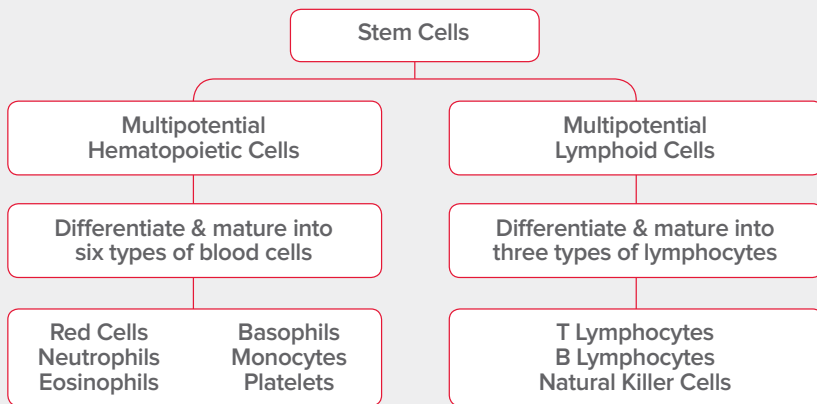 Stem Cells
Multipotential
Hematopoietic Cells
Differentiate & mature into
six types of blood cells
Red Cells
Neutrophils
Eosinophils
Basophils
Monocytes
Platelets
Multipotential
Lymphoid Cells
Differentiate & mature into
three types of lymphocytes
T Lymphocytes
B Lymphocytes
Natural Killer Cells